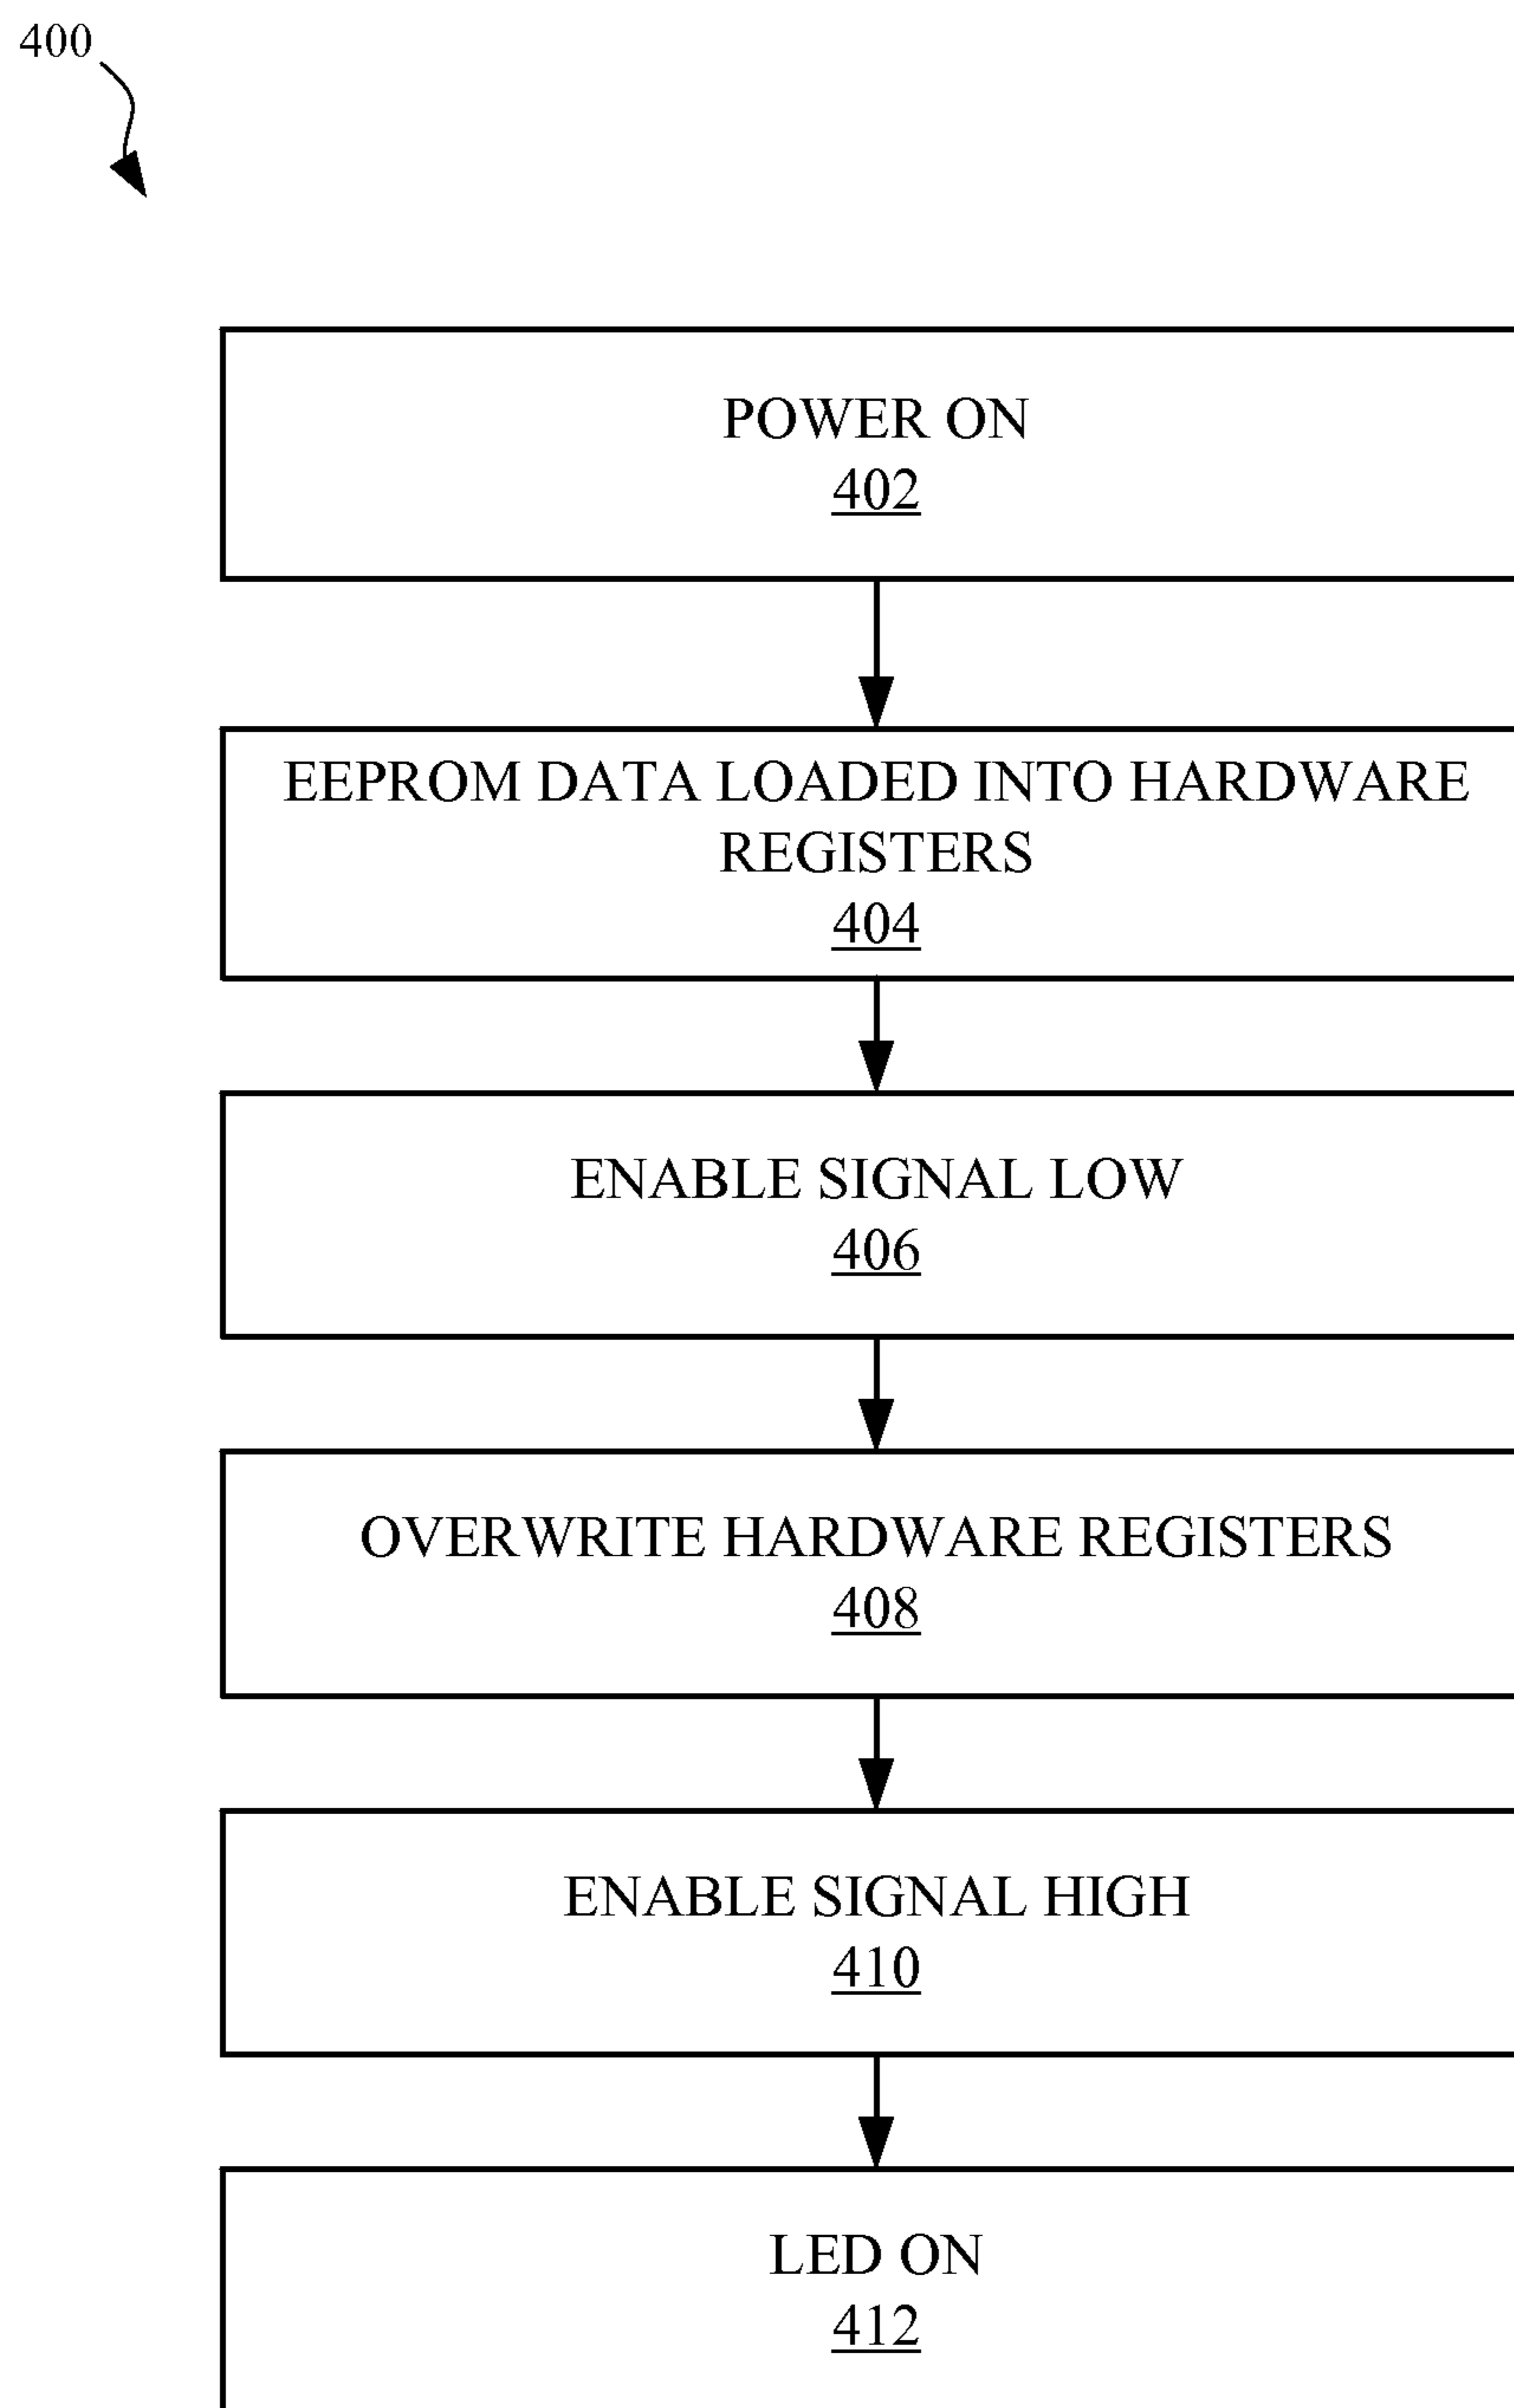 400
POWER ON
402
EEPROM DATA LOADED INTO HARDWARE
REGISTERS
404
ENABLE SIGNAL LOW
406
OVERWRITE HARDWARE REGISTERS
408
ENABLE SIGNAL HIGH
410
LED ON
412